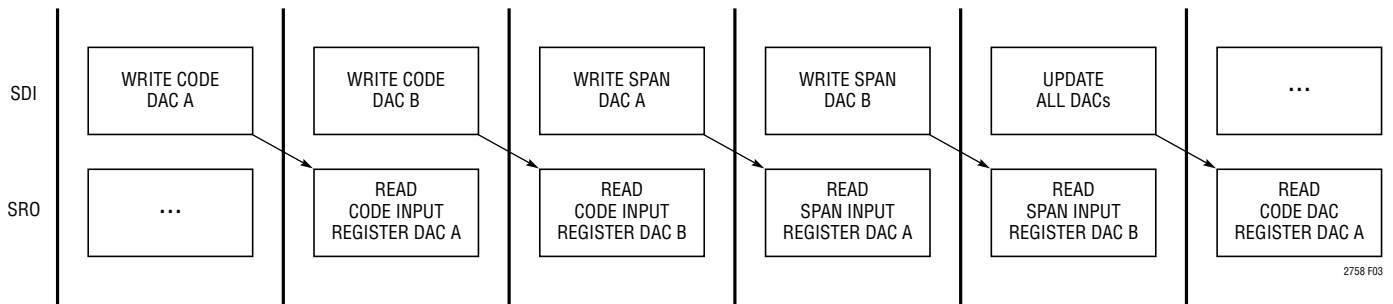 SDI
WRITE CODE
DAC A
WRITE CODE
DAC B
WRITE SPAN
DAC A
WRITE SPAN
DAC B
UPDATE
ALL DACs
...
SRO
...
READ
CODE INPUT
REGISTER DAC A
READ
CODE INPUT
REGISTER DAC B
READ
SPAN INPUT
REGISTER DAC A
READ
SPAN INPUT
REGISTER DAC B
READ
CODE DAC
REGISTER DAC A
2758 F03